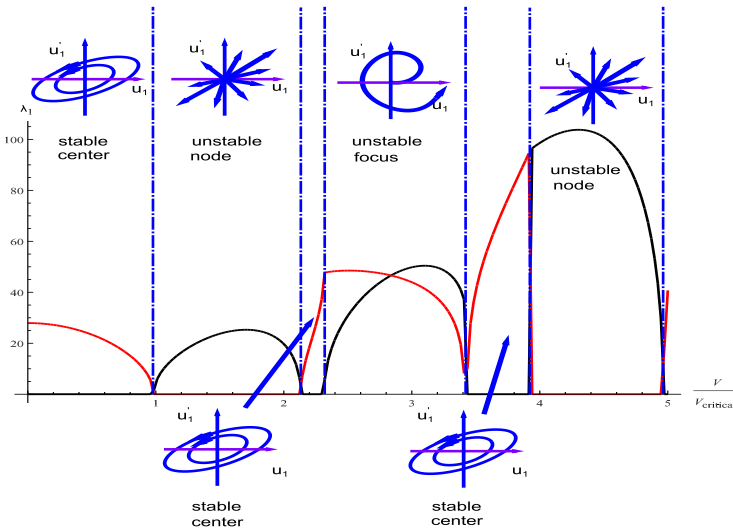 u̇₁
u̇₁
u̇₁
u̇₁
u₁
u₁
u₁
u₁
λ₁
stable
center
unstable
node
unstable
focus
unstable
node
100
80
60
40
20
1
2
3
4
5
V
V critica
u̇₁
u₁
stable
center
u̇₁
u₁
stable
center